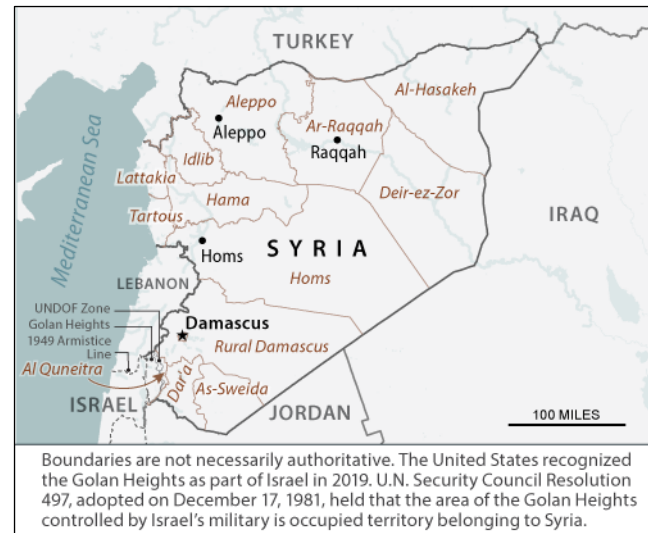 TURKEY
Mediterranean Sea
Al-Hasakeh
Aleppo
Aleppo
Ar-Raqqah
Raqqah
Idlib
Lattakia
Hama
Deir-ez-Zor
Tartous
IRAQ
Homs
SYRIA
Homs
LEBANON
UNDOF Zone
Golan Heights
1949 Armistice
Line
Damascus
Rural Damascus
Al Quneitra
Dar'a
As-Sweida
ISRAEL
JORDAN
100 MILES
Boundaries are not necessarily authoritative. The United States recognized
the Golan Heights as part of Israel in 2019. U.N. Security Council Resolution
497, adopted on December 17, 1981, held that the area of the Golan Heights
controlled by Israel’s military is occupied territory belonging to Syria.